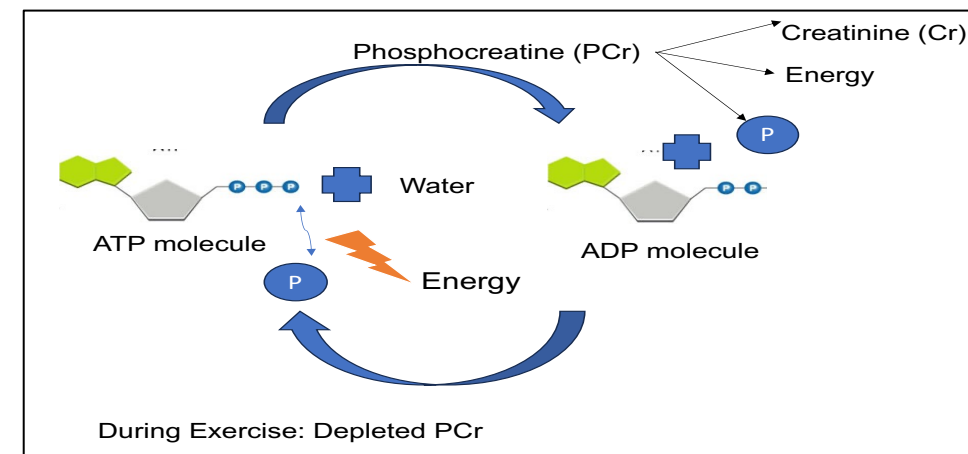 Creatinine (Cr)
Phosphocreatine (PCr)
Energy
P
P P P
Water
P P
ATP molecule
ADP molecule
P
Energy
During Exercise: Depleted PCr